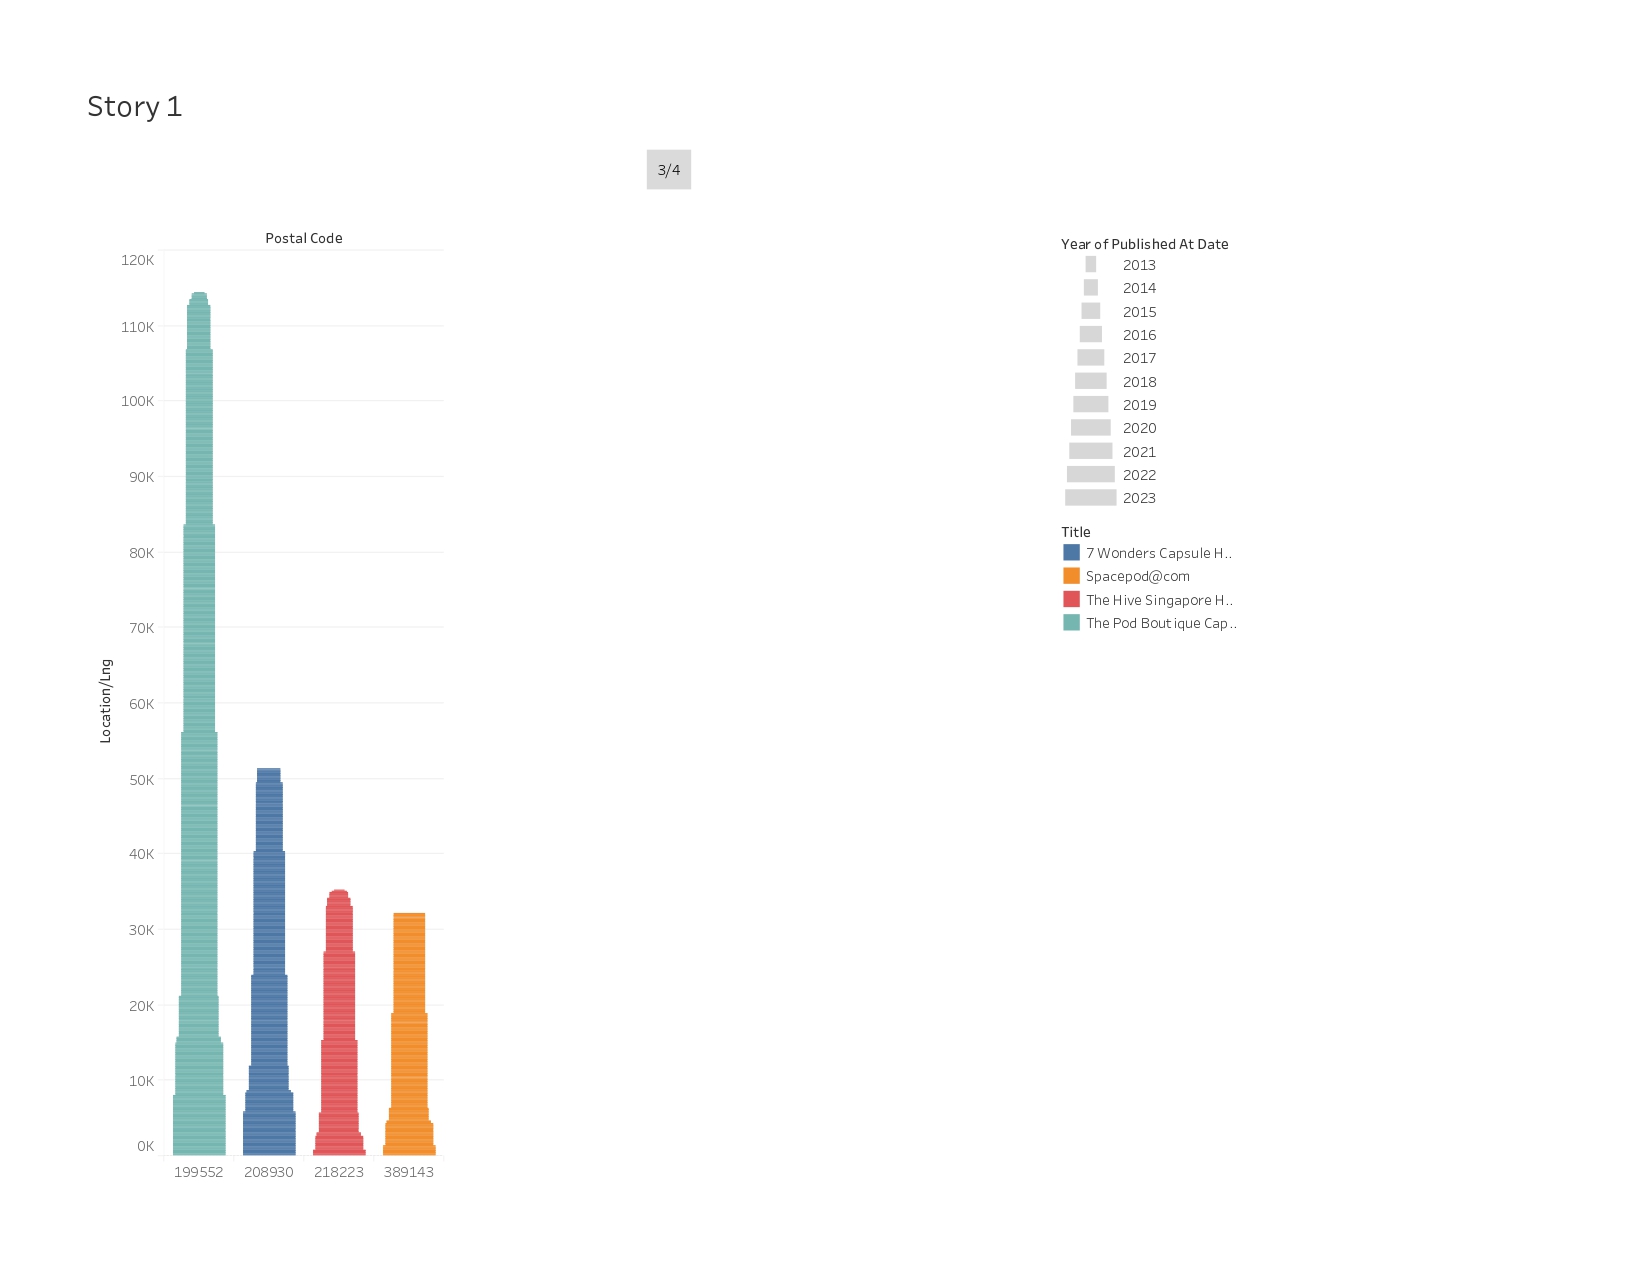 Story 1
3/4
Postal Code
120K
110K
100K
90K
80K
70K
60K
50K
40K
30K
20K
10K
0K
Location/Lng
199552 208930 218223 389143
Year of Published At Date
2013
2014
2015
2016
2017
2018
2019
2020
2021
2022
2023
Title
7 Wonders Capsule H..
Spacepod@com
The Hive Singapore H..
The Pod Boutique Cap..